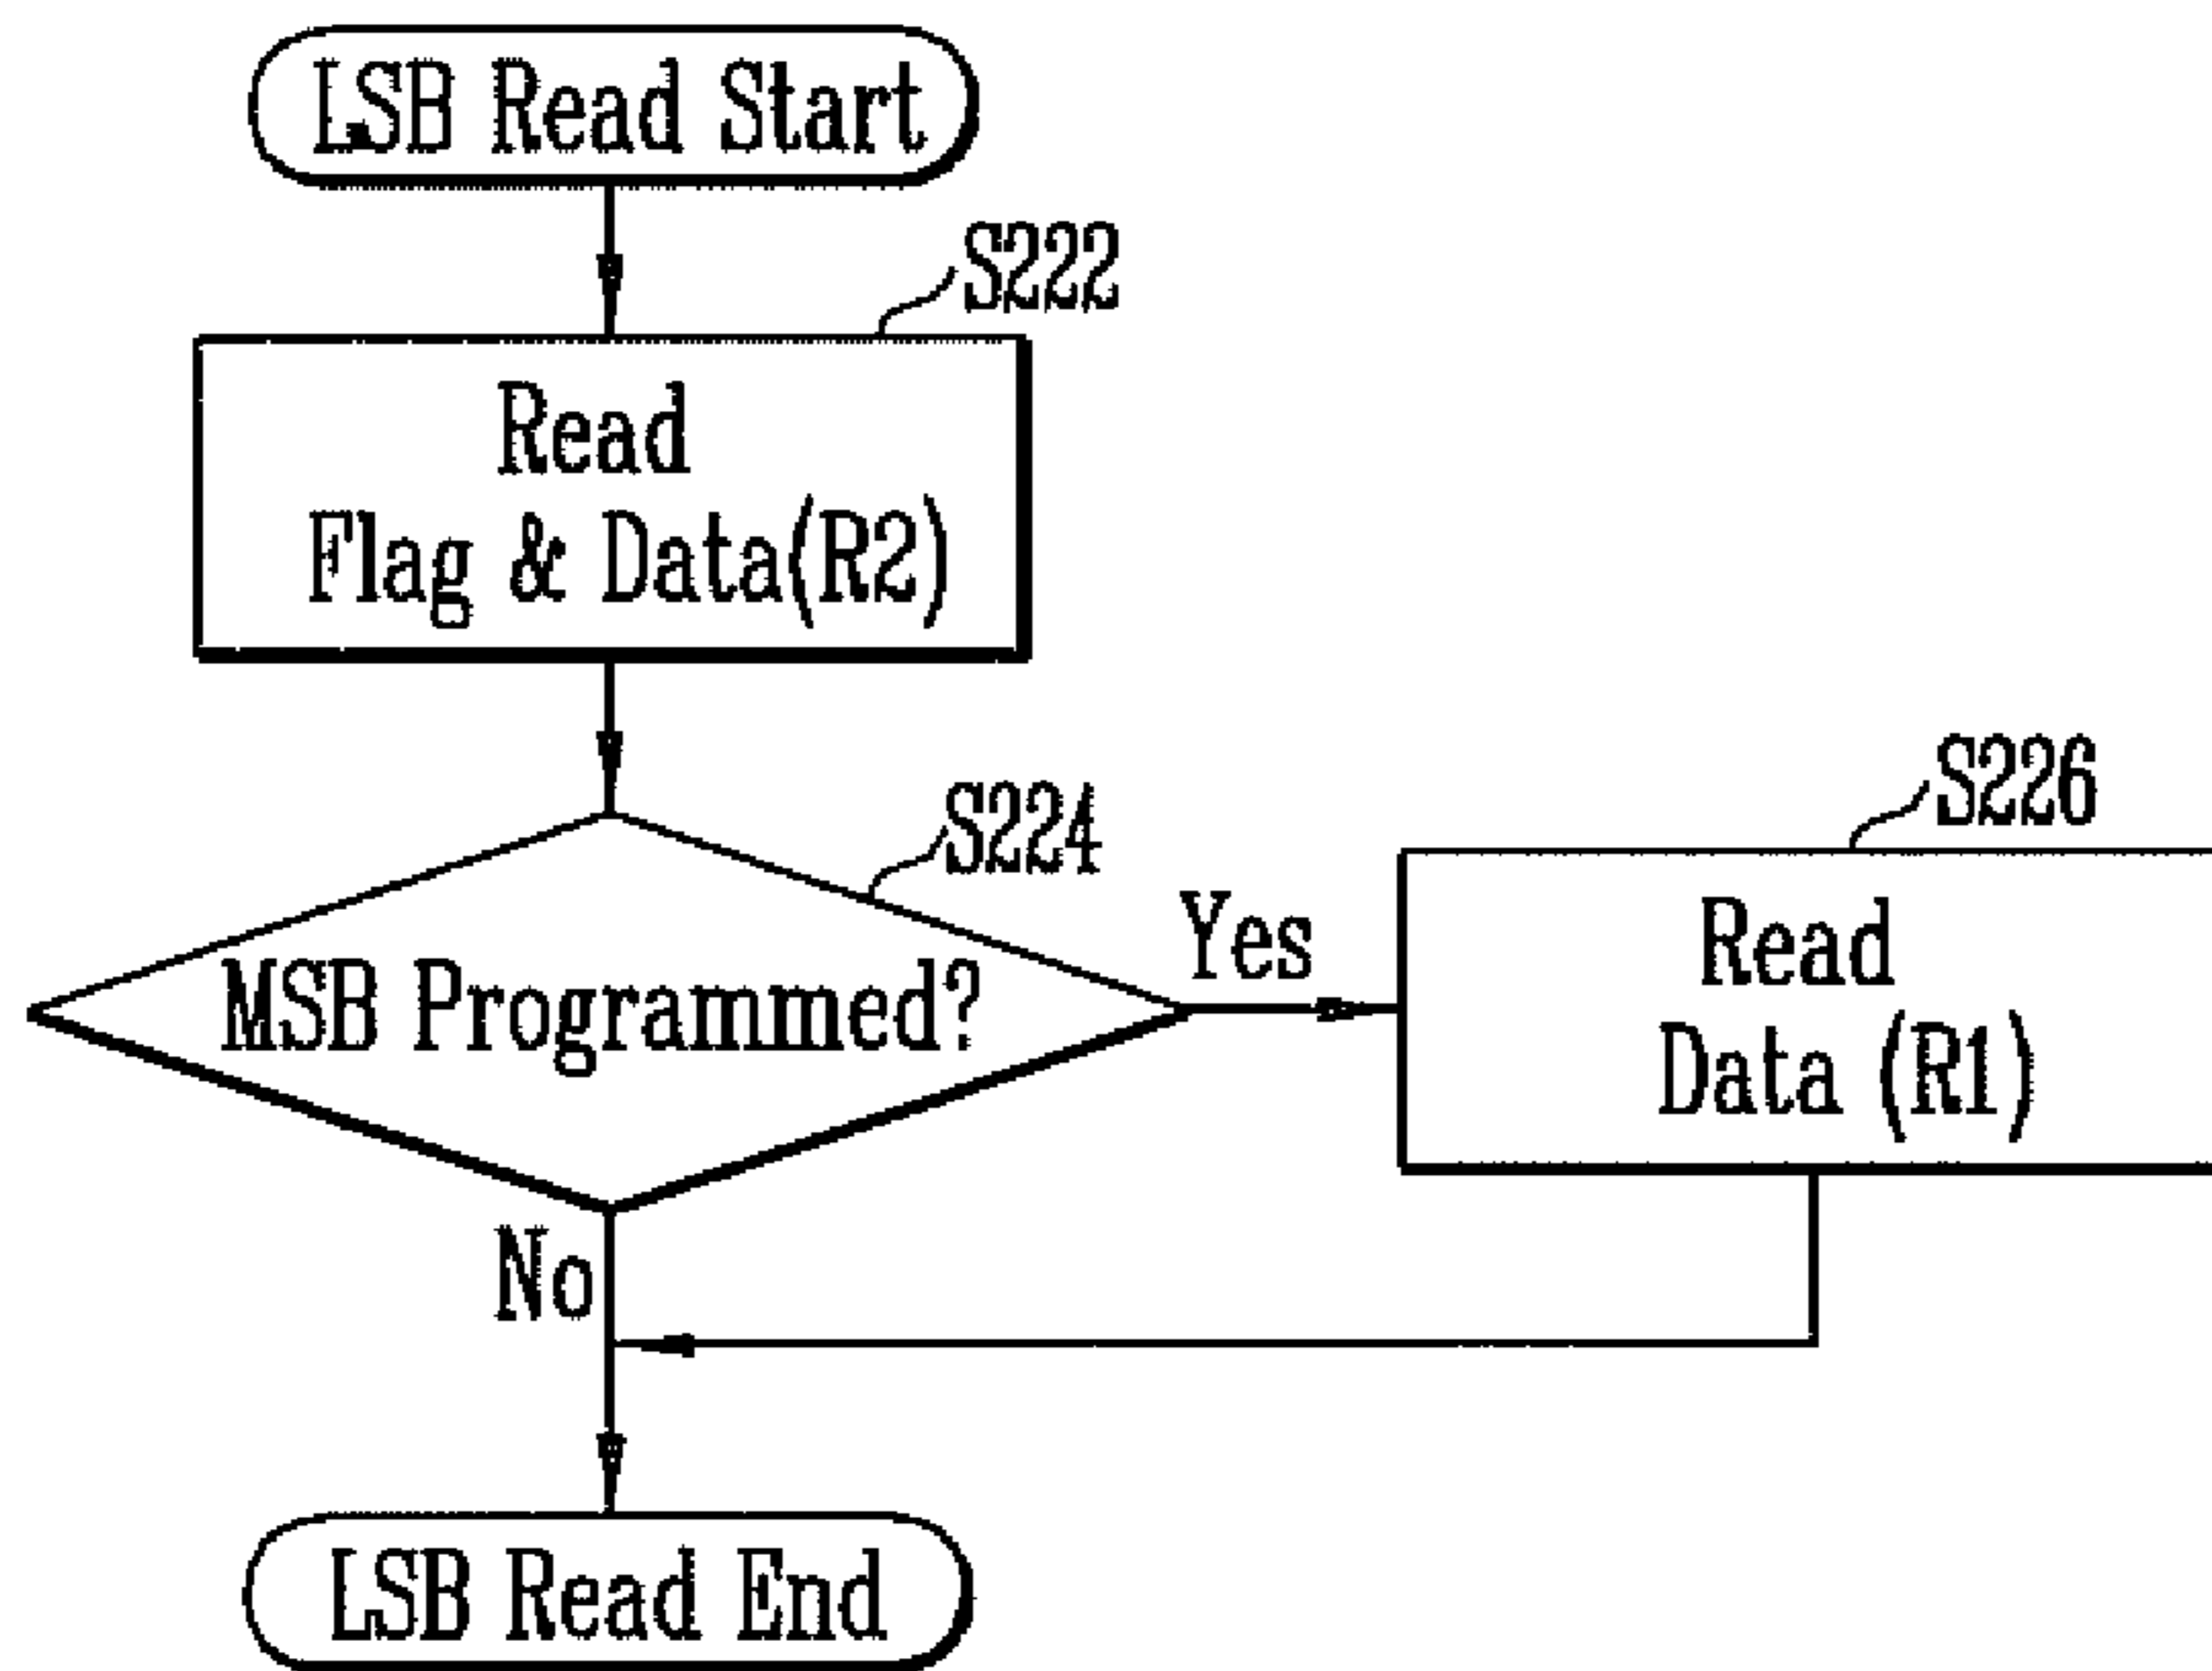 LSB Read Start
S222
Read
Flag & Data(R2)
S224
MSB Programmed?
Yes
S226
Read
Data (R1)
No
LSB Read End